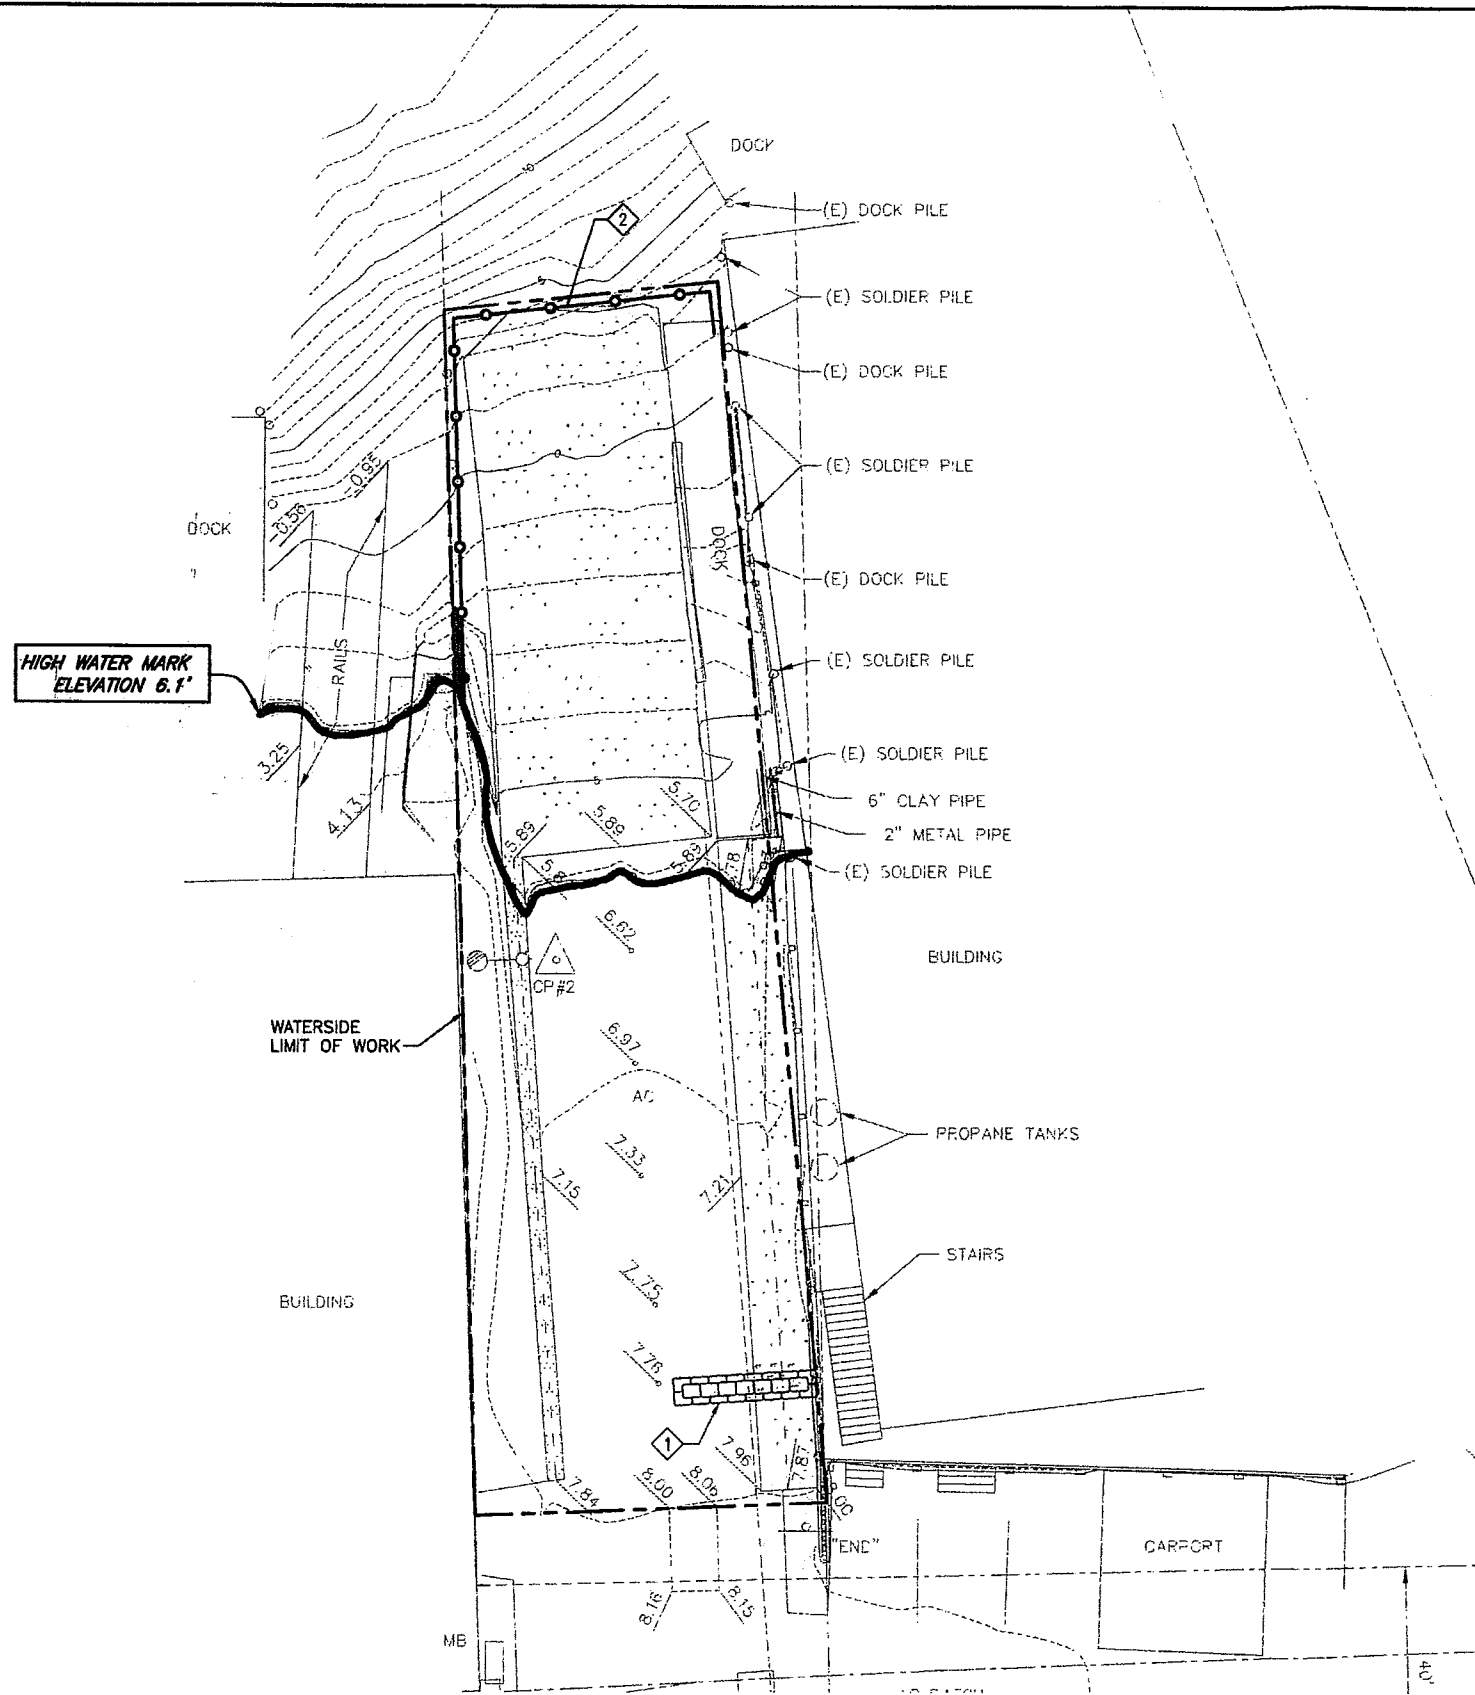 DOCK
(E) DOCK PILE
2
(E) SOLDIER PILE
(E) DOCK PILE
(E) SOLDIER PILE
-0.95
-0.56
DOCK
DOCK
(E) DOCK PILE
RAILS
HIGH WATER MARK
ELEVATION 6.1'
(E) SOLDIER PILE
3.25
4.13
(E) SOLDIER PILE
6" CLAY PIPE
2" METAL PIPE
5.70
5.89
5.89
5.89
(E) SOLDIER PILE
6.62
BUILDING
CP#2
WATERSIDE
LIMIT OF WORK
6.97
AC
PROPANE TANKS
7.33
7.15
7.21
STAIRS
7.75
BUILDING
7.76
1
7.96
7.87
8.00
8.06
7.84
8.00
"END"
CARPORT
8.16
8.15
MB
40'